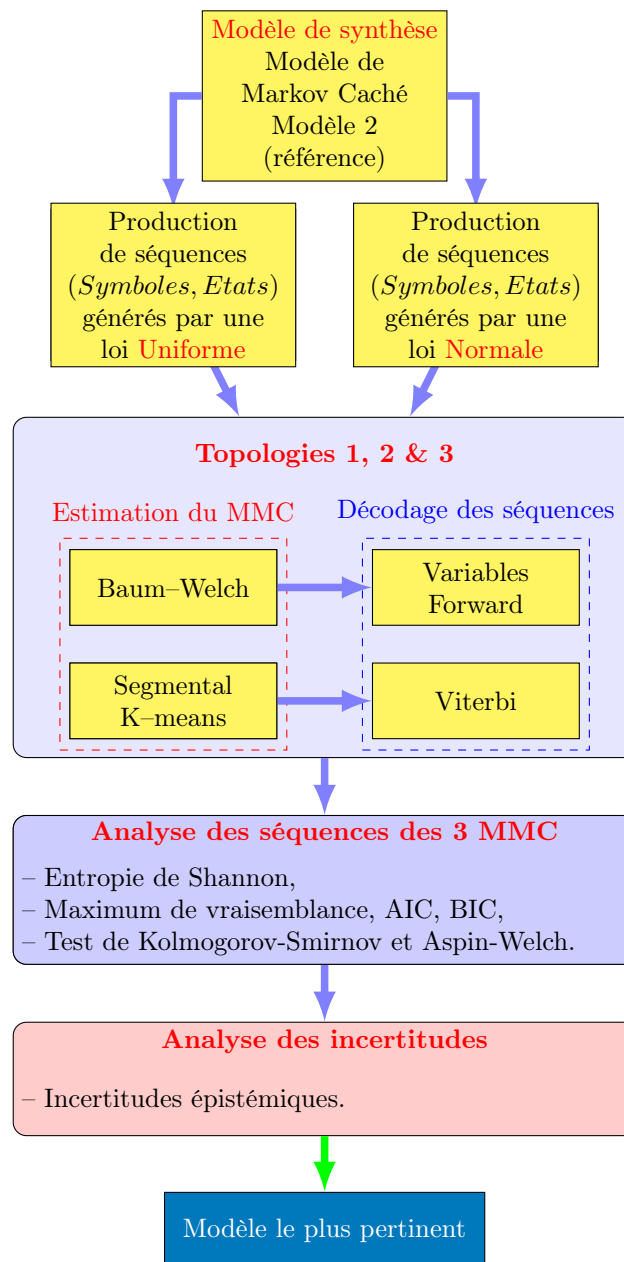 Modèle de synthèse
Modèle de
Markov Caché
Modèle 2
(référence)
Production
de séquences
(Symboles, Etats)
générés par une
loi Uniforme
Production
de séquences
(Symboles, Etats)
générés par une
loi Normale
Topologies 1, 2 & 3
Estimation du MMC
Décodage des séquences
Baum–Welch
Variables
Forward
Segmental
K–means
Viterbi
Analyse des séquences des 3 MMC
– Entropie de Shannon,
– Maximum de vraisemblance, AIC, BIC,
– Test de Kolmogorov-Smirnov et Aspin-Welch.
Analyse des incertitudes
– Incertitudes épistémiques.
Modèle le plus pertinent